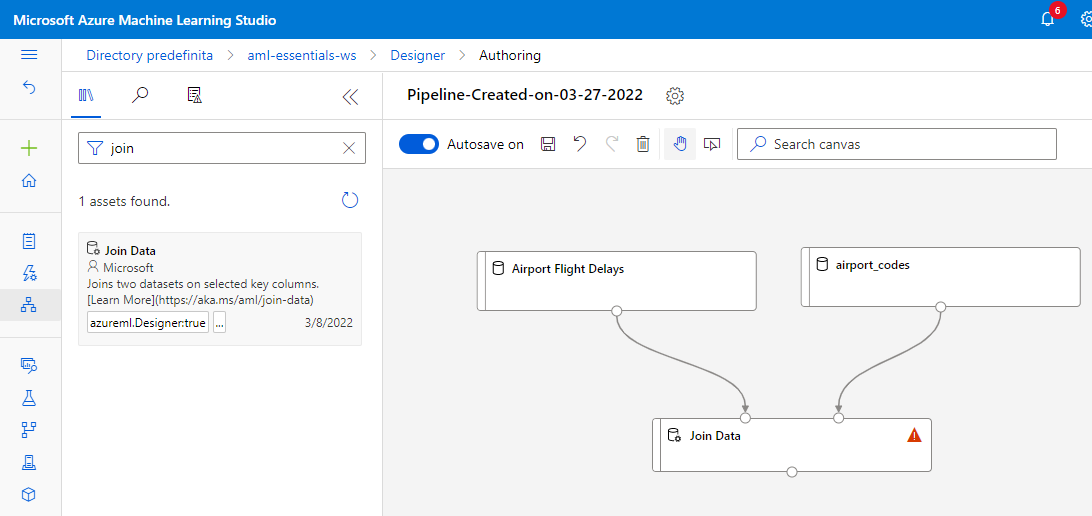 Microsoft Azure Machine Learning Studio
6
Directory predefinita > aml-essentials-ws > Designer > Authoring
Pipeline-Created-on-03-27-2022
join
Autosave on
Search canvas
1 assets found.
Join Data
Microsoft
Joins two datasets on selected key columns.
[Learn More](https://aka.ms/aml/join-data)
azureml.Designer:true
...
3/8/2022
Airport Flight Delays
airport_codes
Join Data